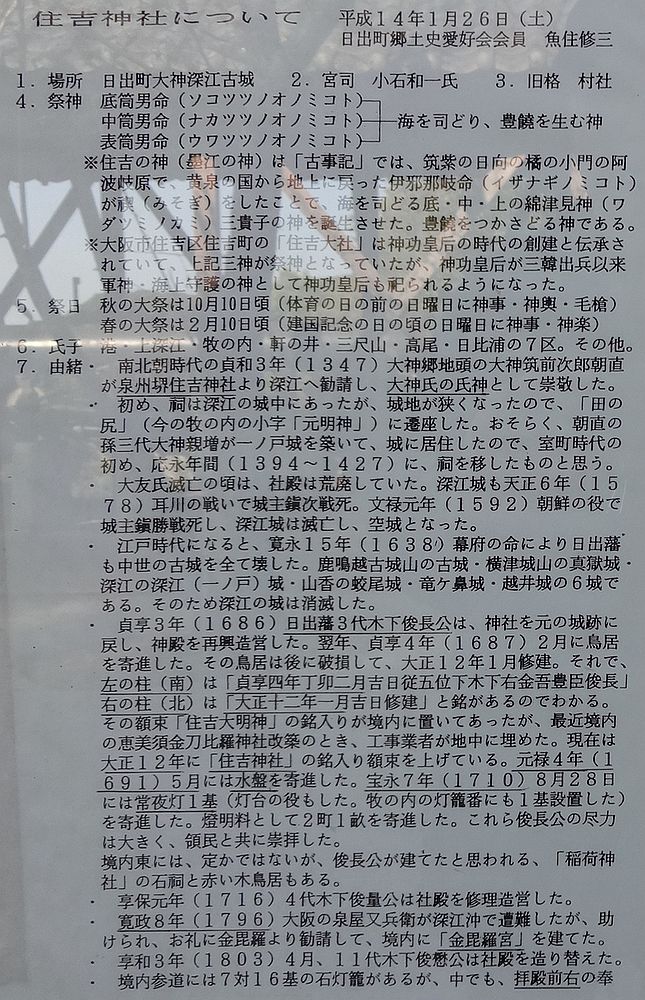 住吉神社について 平成14年1月26日(土)
日出町郷土史愛好会会員 魚住修三
1. 場所 日出町大神深江古城 2. 宮司 小石和一氏 3. 旧格 村社
4. 祭神 底筒男命(ソコツツノオノミコト)
中筒男命(ナカツツノオノミコト) 海を司どり、豊饒を生む神
表筒男命(ウワツツノオノミコト)
※住吉の神(墨江の神)は「古事記」では、筑紫の日向の橘の小門の阿
波岐原で、黄泉の国から地上に戻った伊邪那岐命(イザナギノミコト)
が禊(みそぎ)をしたことで、海を司どる底・中・上の綿津見神(ワ
ダツミノカミ)三貴子の神を誕生させた。豊饒をつかさどる神である。
※大阪市住吉区住吉町の「住吉大社」は神功皇后の時代の創建と伝承さ
れていて、上記三神が祭神となっていたが、神功皇后が三韓出兵以来
軍神・海上守護の神として神功皇后も祀られるようになった。
5. 祭日 秋の大祭は10月10日頃(体育の日の前の日曜日に神事・神輿・毛槍)
春の大祭は2月10日頃(建国記念の日の頃の日曜日に神事・神楽)
6. 氏子 港・上深江・牧の内・軒の井・三尺山・高尾・日比浦の7区。その他。
7. 由緒・ 南北朝時代の貞和3年(1347)大神郷地頭の大神筑前次郎朝直
が泉州堺住吉神社より深江へ勧請し、大神氏の氏神として崇敬した。
・ 初め、祠は深江の城中にあったが、城地が狭くなったので、「田の
尻」(今の牧の内の小字「元明神」)に遷座した。おそらく、朝直の
孫三代大神親増が一ノ戸城を築いて、城に居住したので、室町時代の
初め、応永年間(1394～1427)に、祠を移したものと思う。
・ 大友氏滅亡の頃は、社殿は荒廃していた。深江城も天正6年(15
78)耳川の戦いで城主鎮次戦死。文禄元年(1592)朝鮮の役で
城主鎮勝戦死し、深江城は滅亡し、空城となった。
・ 江戸時代になると、寛永15年(1638)幕府の命により日出藩
も中世の古城を全て壊した。鹿鳴越古城山の古城・横津城山の真獄城・
深江の深江(一ノ戸)城・山香の蛟尾城・竜ケ鼻城・越井城の6城で
ある。そのため深江の城は消滅した。
・ 貞享3年(1686)日出藩3代木下俊長公は、神社を元の城跡に
戻し、神殿を再興造営した。翌年、貞享4年(1687)2月に鳥居
を寄進した。その鳥居は後に破損して、大正12年1月修建。それで、
左の柱(南)は「貞享四年丁卯二月吉日従五位下木下右金吾豊臣俊長」
右の柱(北)は「大正十二年一月吉日修建」と銘があるのでわかる。
その額束「住吉大明神」の銘入りが境内に置いてあったが、最近境内
の恵美須金刀比羅神社改築のとき、工事業者が地中に埋めた。現在は
大正12年に「住吉神社」の銘入り額束を上げている。元禄4年(1
691)5月には水盤を寄進した。宝永7年(1710)8月28日
には常夜灯1基(灯台の役もした。牧の内の灯籠番にも1基設置した)
を寄進した。燈明料として2町1畝を寄進した。これら俊長公の尽力
は大きく、領民と共に崇拝した。
境内東には、定かではないが、俊長公が建てたと思われる、「稲荷神
社」の石祠と赤い木鳥居もある。
・ 享保元年(1716)4代木下俊量公は社殿を修理造営した。
・ 寛政8年(1796)大阪の泉屋又兵衛が深江沖で遭難したが、助
けられ、お礼に金毘羅より勧請して、境内に「金毘羅宮」を建てた。
・ 享和3年(1803)4月、11代木下俊懋公は社殿を造り替えた。
・ 境内参道には7対16基の石灯籠があるが、中でも、拝殿前右の奉